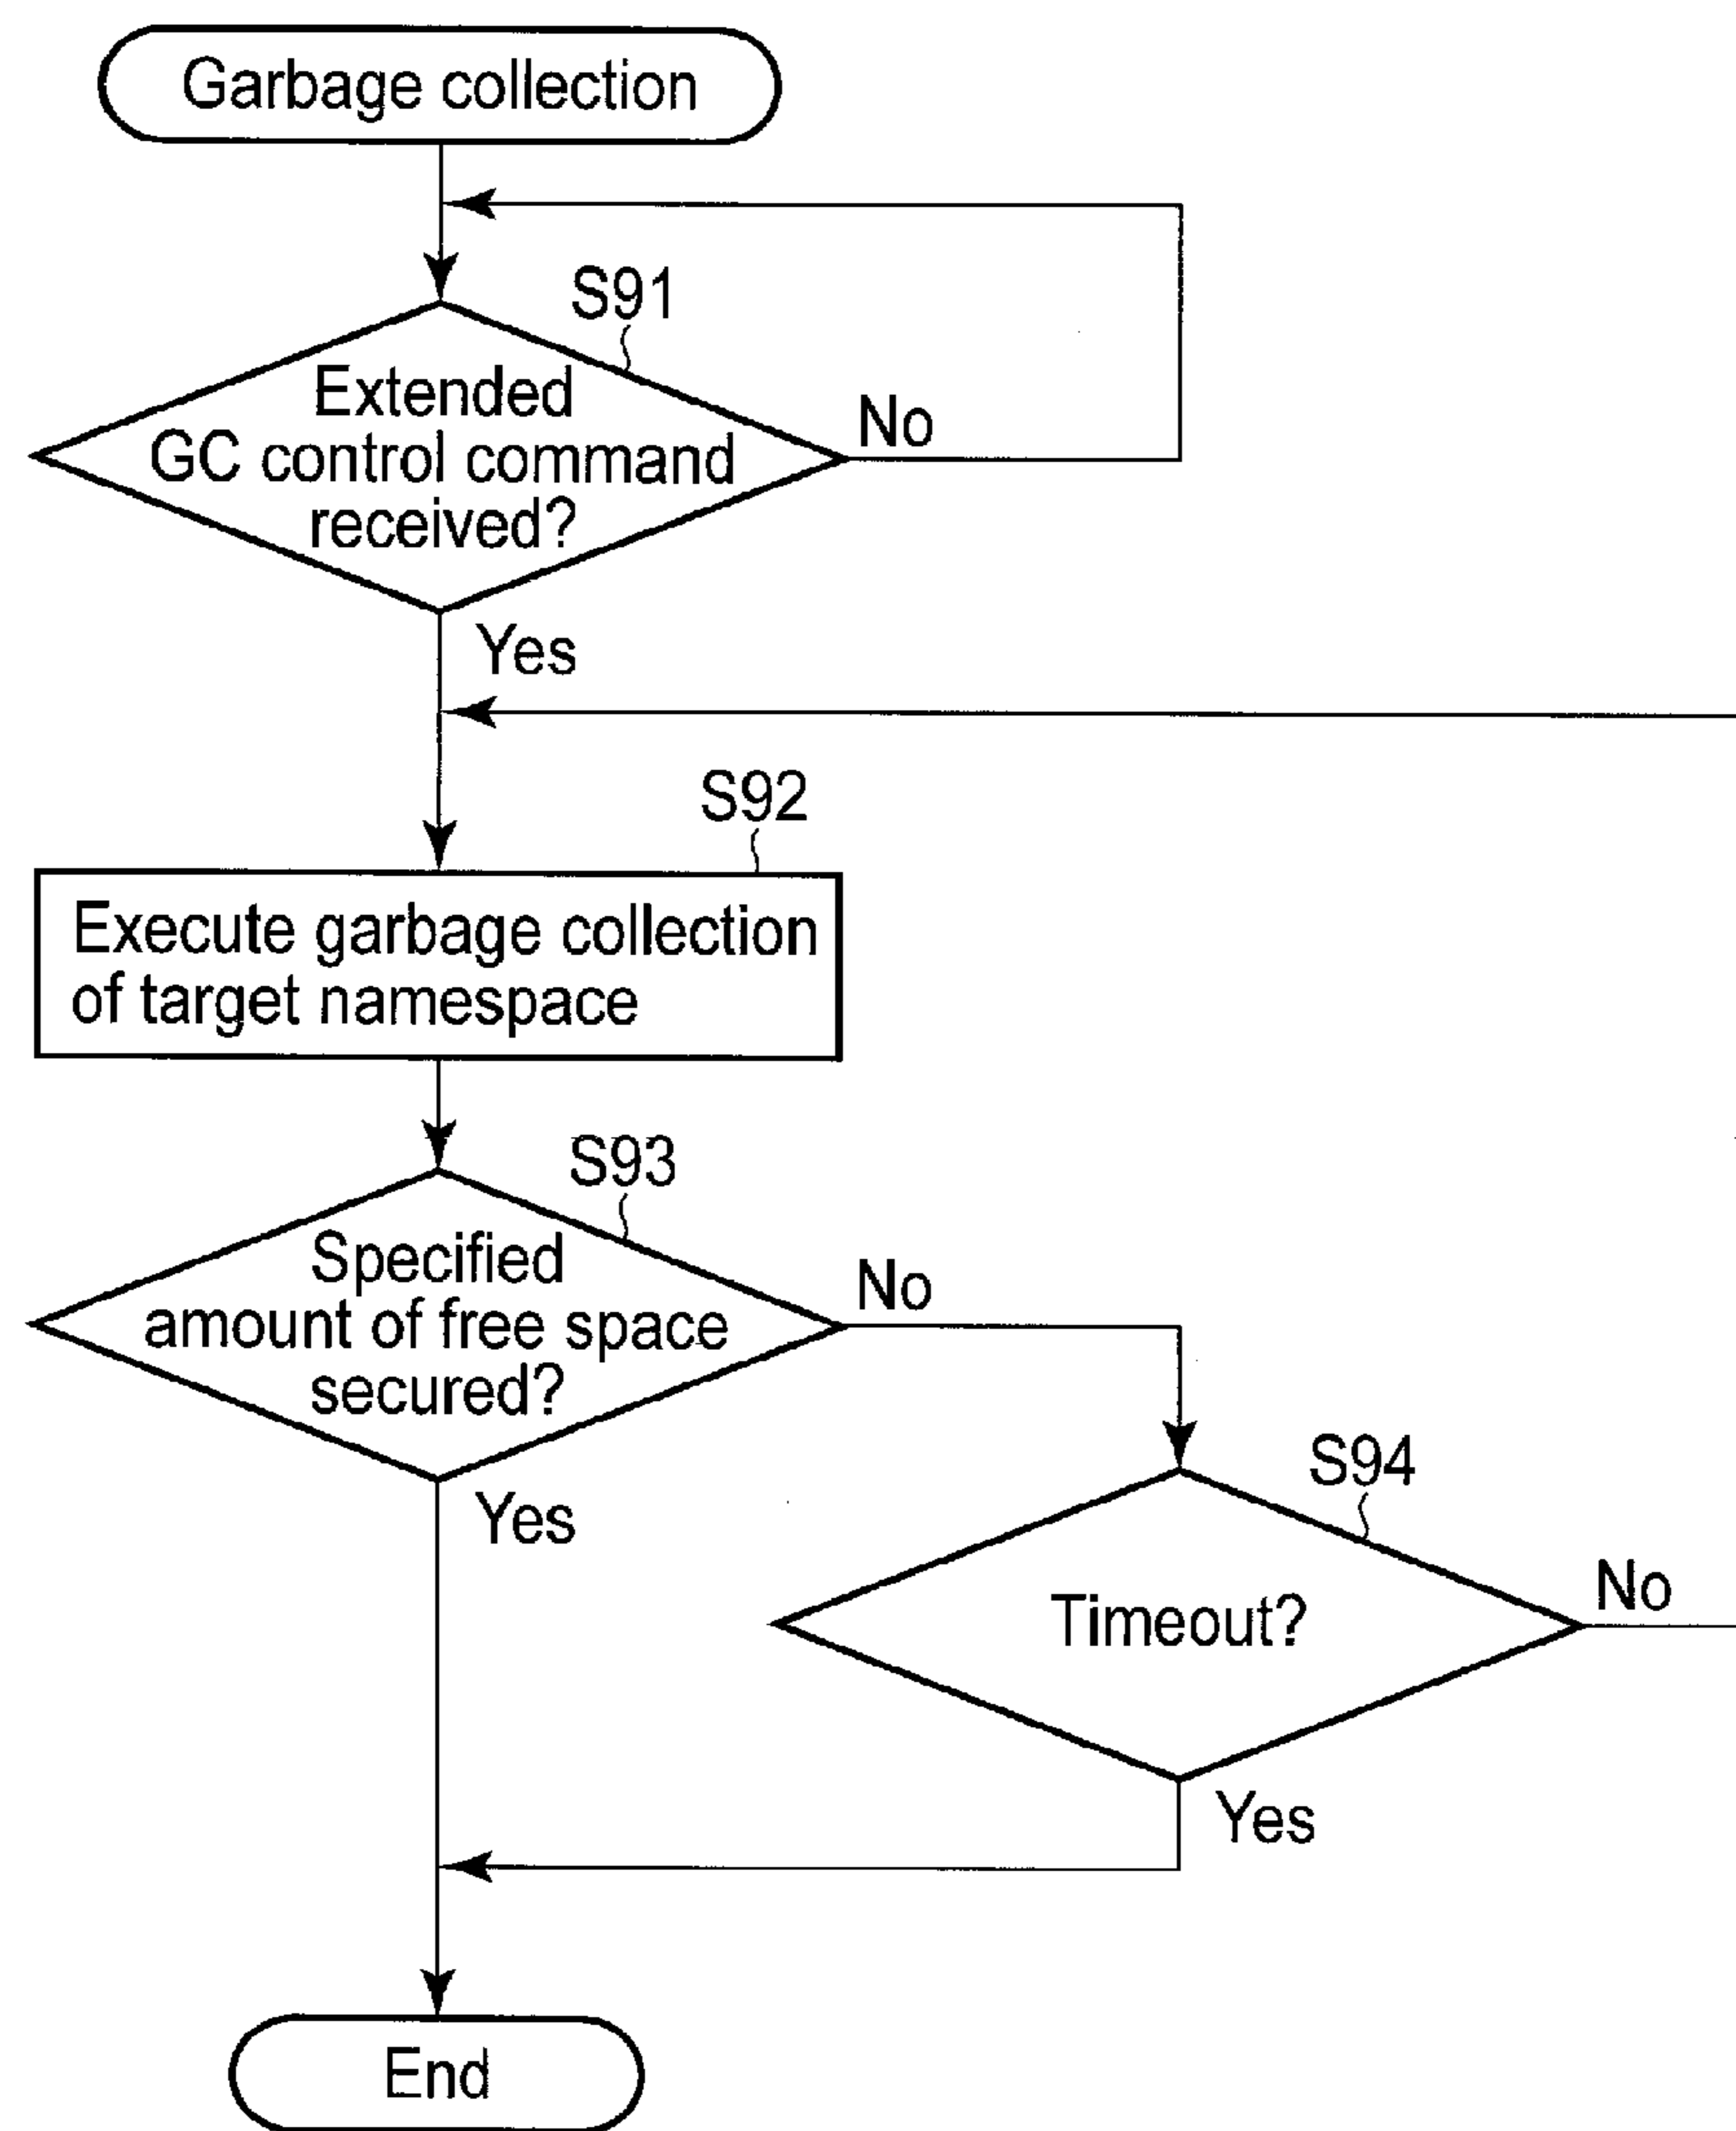 Garbage collection
S91
Extended
GC control command
received?
No
Yes
S92
Execute garbage collection
of target namespace
S93
Specified
amount of free space
secured?
No
Yes
S94
Timeout?
No
Yes
End